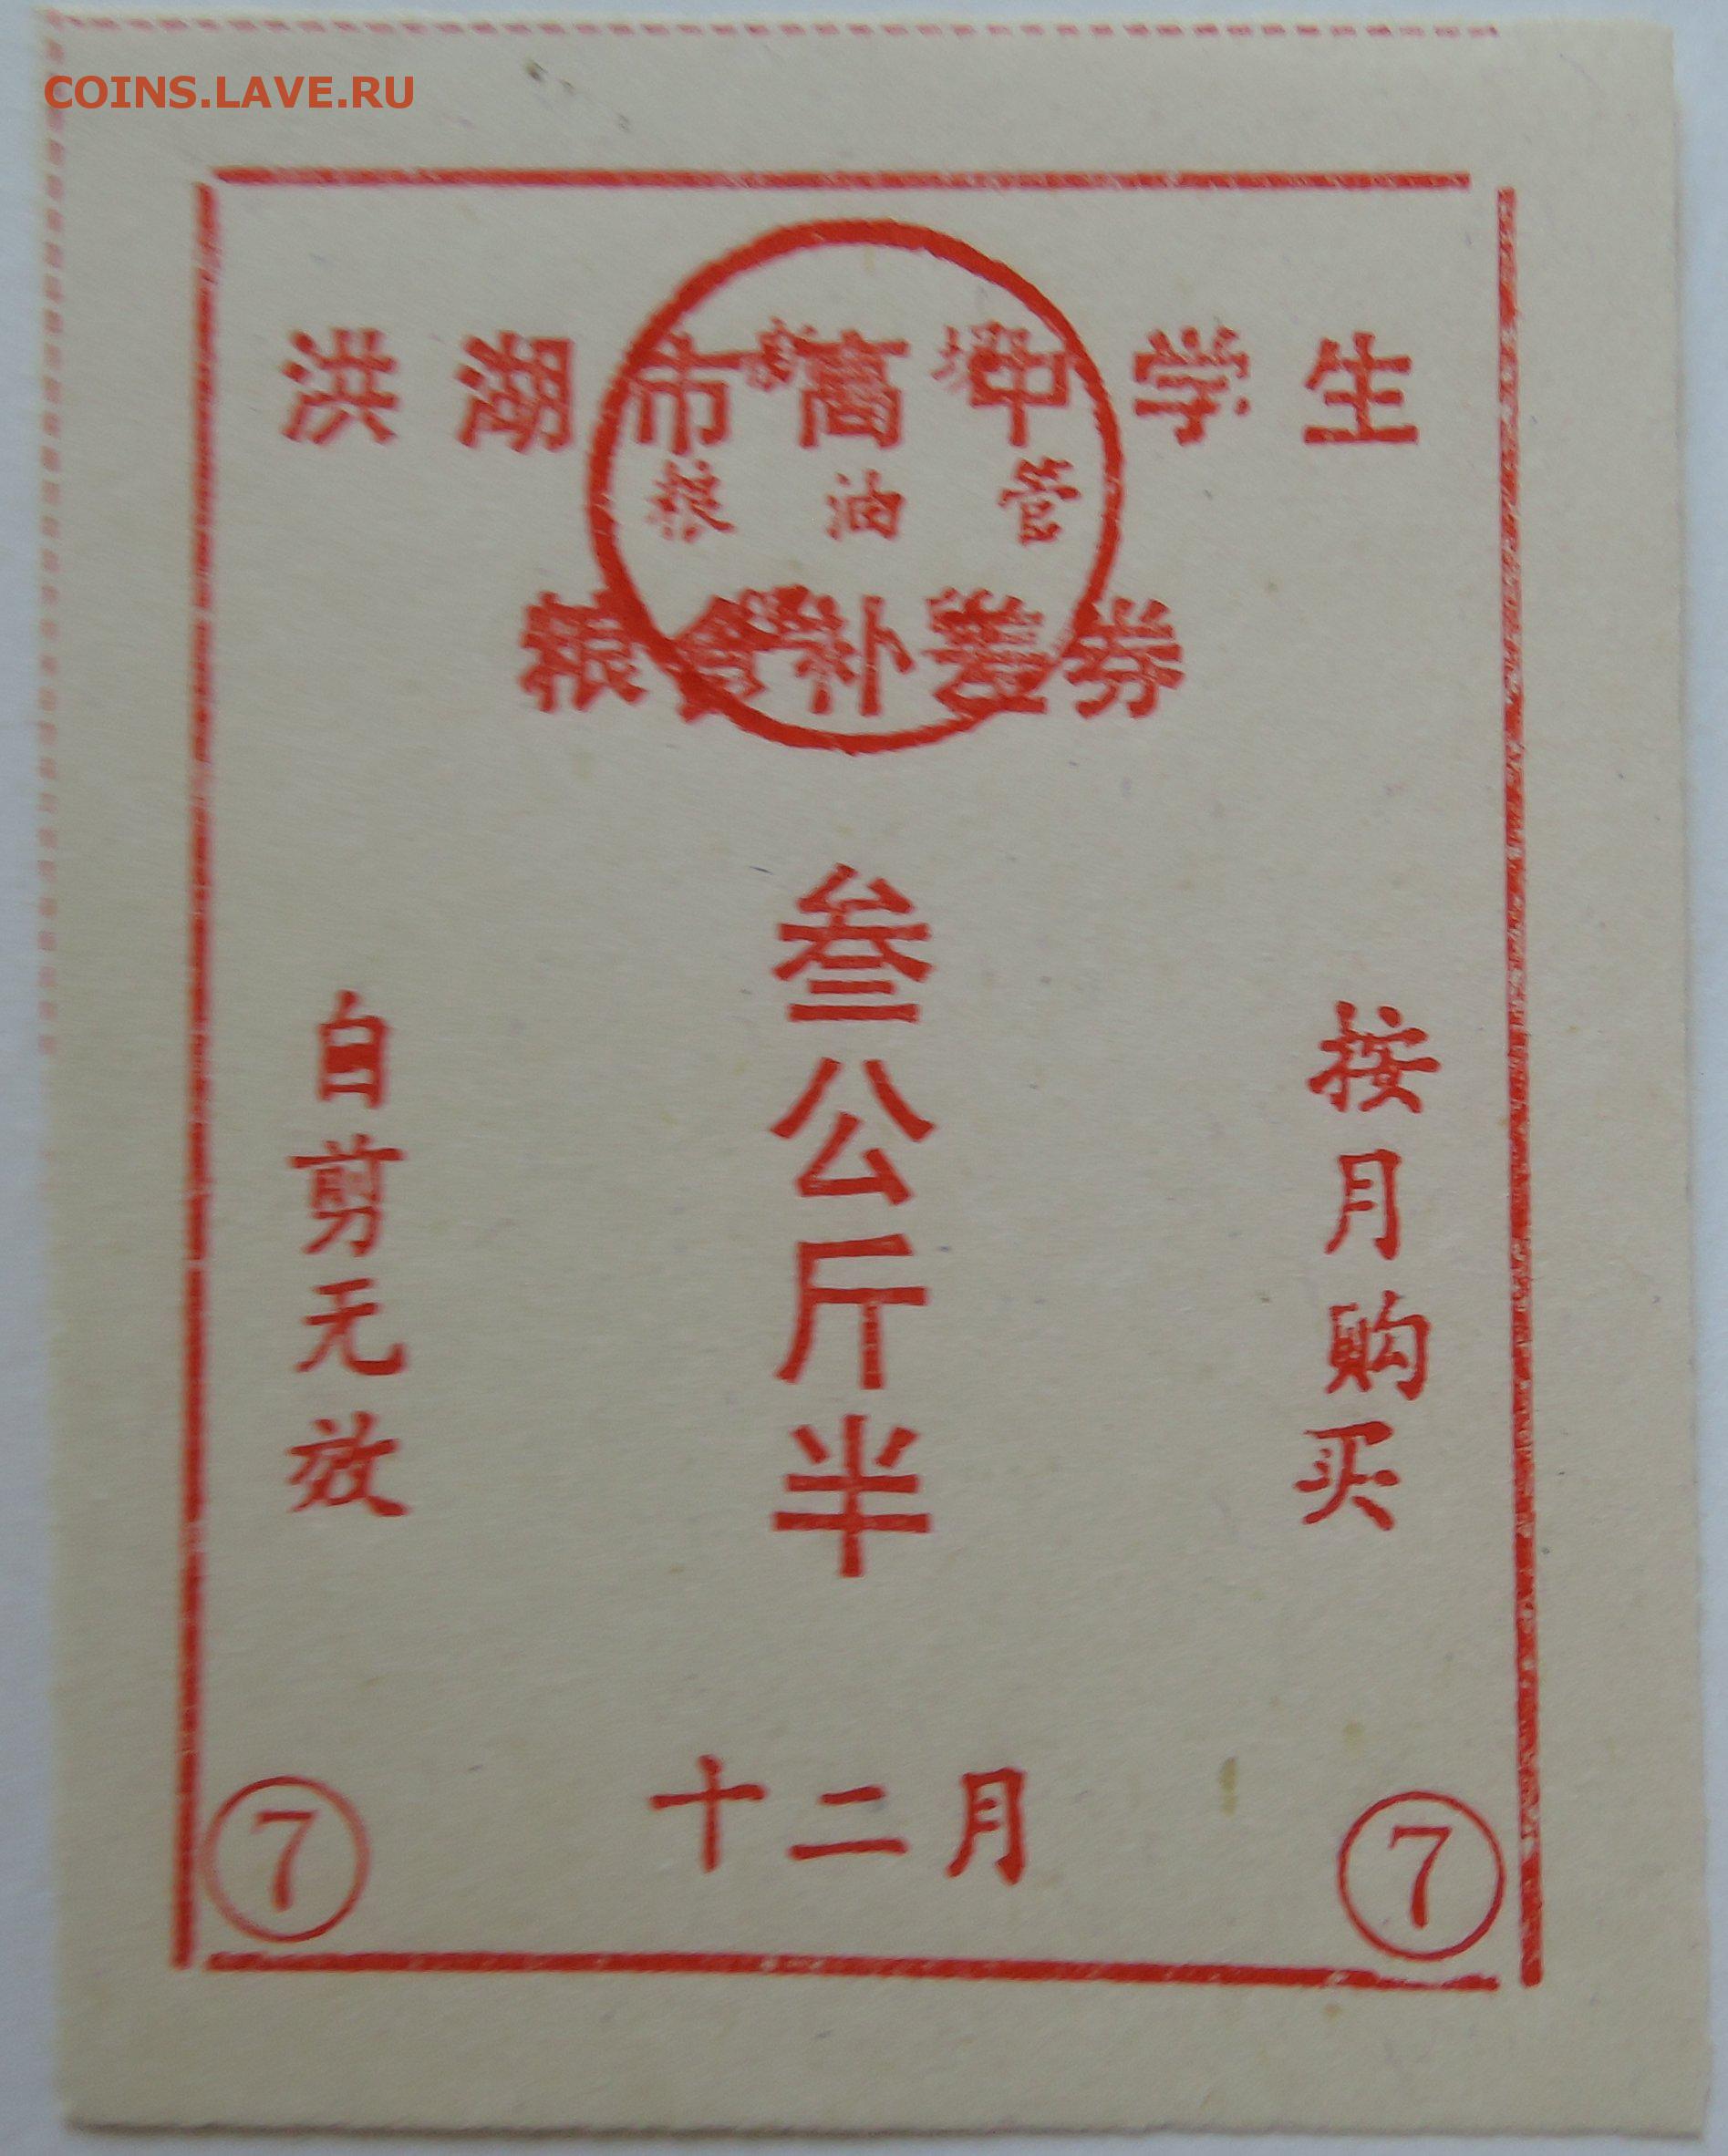 COINS.LAVE.RU
洪湖市高中学生
粮油管
粮食补差券
叁公斤半
按月购买
自剪无效
十二月
7
7